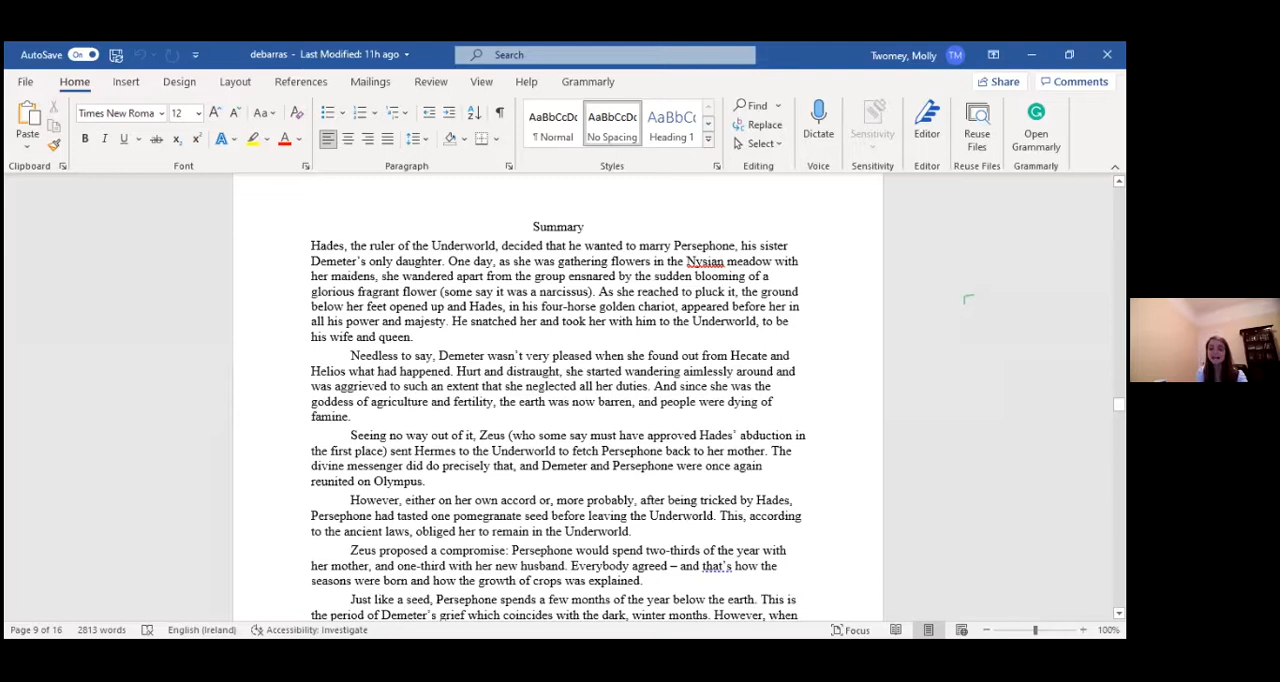 AutoSave On debarras - Last Modified: 11h ago Search Twomey, Molly TM
File Home Insert Design Layout References Mailings Review View Help Grammarly Share Comments
Times New Roma 12 A A Aa A AaBbCcDc AaBbCcDc AaBbCc Find
Paste B I U ab x₂ x² A A ¶ Normal No Spacing Heading 1 Replace Select Dictate Sensitivity Editor Reuse Files Open Grammarly
Clipboard Font Paragraph Styles Editing Voice Sensitivity Editor Reuse Files Grammarly
Summary
Hades, the ruler of the Underworld, decided that he wanted to marry Persephone, his sister
Demeter's only daughter. One day, as she was gathering flowers in the Nysian meadow with
her maidens, she wandered apart from the group ensnared by the sudden blooming of a
glorious fragrant flower (some say it was a narcissus). As she reached to pluck it, the ground
below her feet opened up and Hades, in his four-horse golden chariot, appeared before her in
all his power and majesty. He snatched her and took her with him to the Underworld, to be
his wife and queen.
Needless to say, Demeter wasn't very pleased when she found out from Hecate and
Helios what had happened. Hurt and distraught, she started wandering aimlessly around and
was aggrieved to such an extent that she neglected all her duties. And since she was the
goddess of agriculture and fertility, the earth was now barren, and people were dying of
famine.
Seeing no way out of it, Zeus (who some say must have approved Hades' abduction in
the first place) sent Hermes to the Underworld to fetch Persephone back to her mother. The
divine messenger did do precisely that, and Demeter and Persephone were once again
reunited on Olympus.
However, either on her own accord or, more probably, after being tricked by Hades,
Persephone had tasted one pomegranate seed before leaving the Underworld. This, according
to the ancient laws, obliged her to remain in the Underworld.
Zeus proposed a compromise: Persephone would spend two-thirds of the year with
her mother, and one-third with her new husband. Everybody agreed – and that's how the
seasons were born and how the growth of crops was explained.
Just like a seed, Persephone spends a few months of the year below the earth. This is
the period of Demeter's grief which coincides with the dark, winter months. However, when
Page 9 of 16 2813 words English (Ireland) Accessibility: Investigate Focus 100%